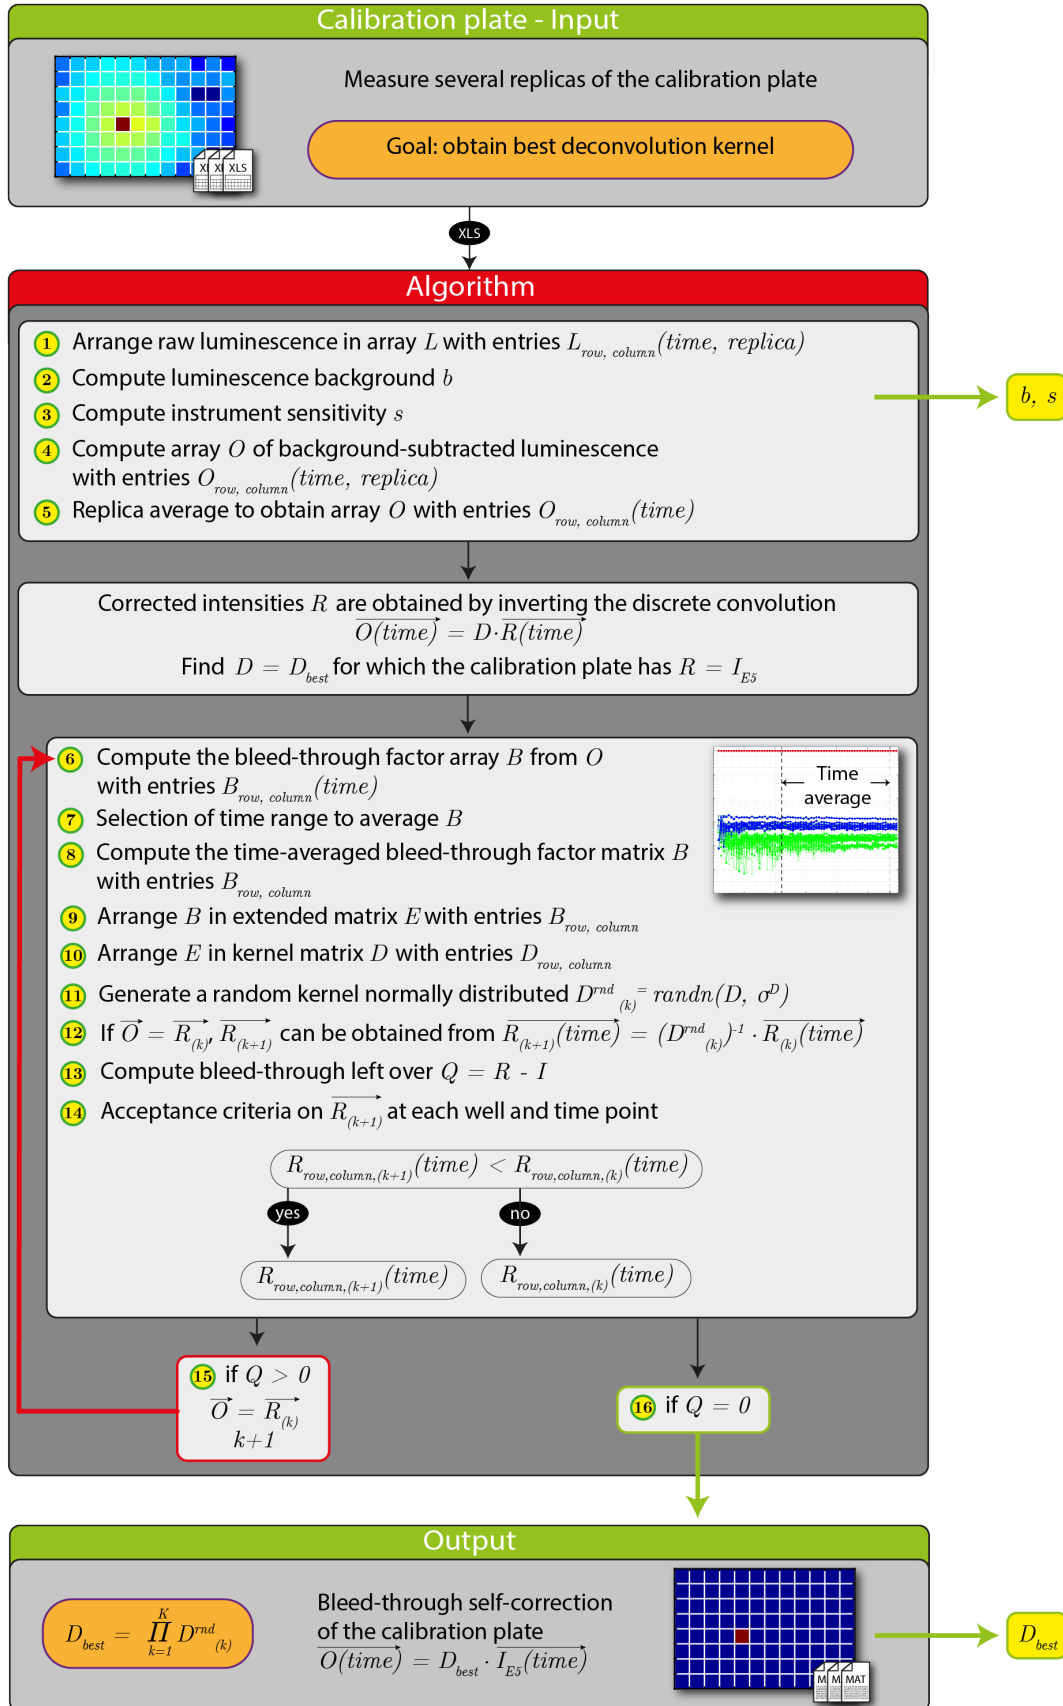 Calibration plate - Input
Measure several replicas of the calibration plate
Goal: obtain best deconvolution kernel
XL XL XLS
XLS
Algorithm
1 Arrange raw luminescence in array L with entries L_row, column(time, replica)
2 Compute luminescence background b
3 Compute instrument sensitivity s
b, s
4 Compute array O of background-subtracted luminescence
with entries O_row, column(time, replica)
5 Replica average to obtain array O with entries O_row, column(time)
Corrected intensities R are obtained by inverting the discrete convolution
O(time) = D·R(time)
Find D = D_best for which the calibration plate has R = I_E5
6 Compute the bleed-through factor array B from O
with entries B_row, column(time)
Time
average
7 Selection of time range to average B
8 Compute the time-averaged bleed-through factor matrix B
with entries B_row, column
9 Arrange B in extended matrix E with entries B_row, column
10 Arrange E in kernel matrix D with entries D_row, column
11 Generate a random kernel normally distributed D^rnd_(k) = randn(D, σ^D)
12 If O = R_(k), R_(k+1) can be obtained from R_(k+1)(time) = (D^rnd_(k))^-1 · R_(k)(time)
13 Compute bleed-through left over Q = R - I
14 Acceptance criteria on R_(k+1) at each well and time point
R_row,column,(k+1)(time) < R_row,column,(k)(time)
yes no
R_row,column,(k+1)(time) R_row,column,(k)(time)
15 if Q > 0
O = R_(k)
k+1
16 if Q = 0
Output
D_best = ∏_k=1^K D^rnd_(k)
Bleed-through self-correction
of the calibration plate
O(time) = D_best · I_E5(time)
M M MAT
D_best